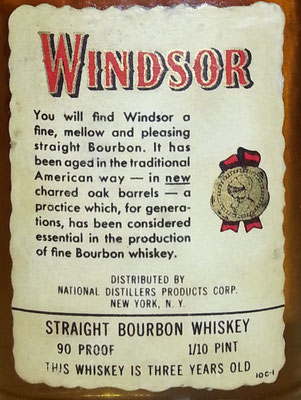 WINDSOR
You will find Windsor a
fine, mellow and pleasing
straight Bourbon. It has
been aged in the traditional
American way — in new
charred oak barrels — a
practice which, for genera-
tions, has been considered
essential in the production
of fine Bourbon whiskey.
DISTRIBUTED BY
NATIONAL DISTILLERS PRODUCTS CORP.
NEW YORK, N. Y.
STRAIGHT BOURBON WHISKEY
90 PROOF 1/10 PINT
THIS WHISKEY IS THREE YEARS OLD
10C-1